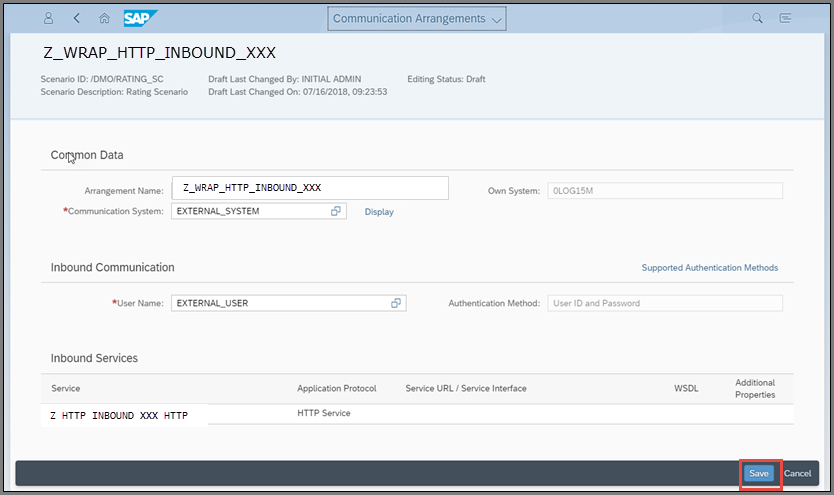 SAP Communication Arrangements
Z_WRAP_HTTP_INBOUND_XXX
Scenario ID: /DMO/RATING_SC Draft Last Changed By: INITIAL ADMIN Editing Status: Draft
Scenario Description: Rating Scenario Draft Last Changed On: 07/16/2018, 09:23:53
Common Data
Arrangement Name: Z_WRAP_HTTP_INBOUND_XXX Own System: 0LOG15M
*Communication System: EXTERNAL_SYSTEM Display
Inbound Communication Supported Authentication Methods
*User Name: EXTERNAL_USER Authentication Method: User ID and Password
Inbound Services
Service Application Protocol Service URL / Service Interface WSDL Additional Properties
Z HTTP INBOUND XXX HTTP HTTP Service
Save Cancel